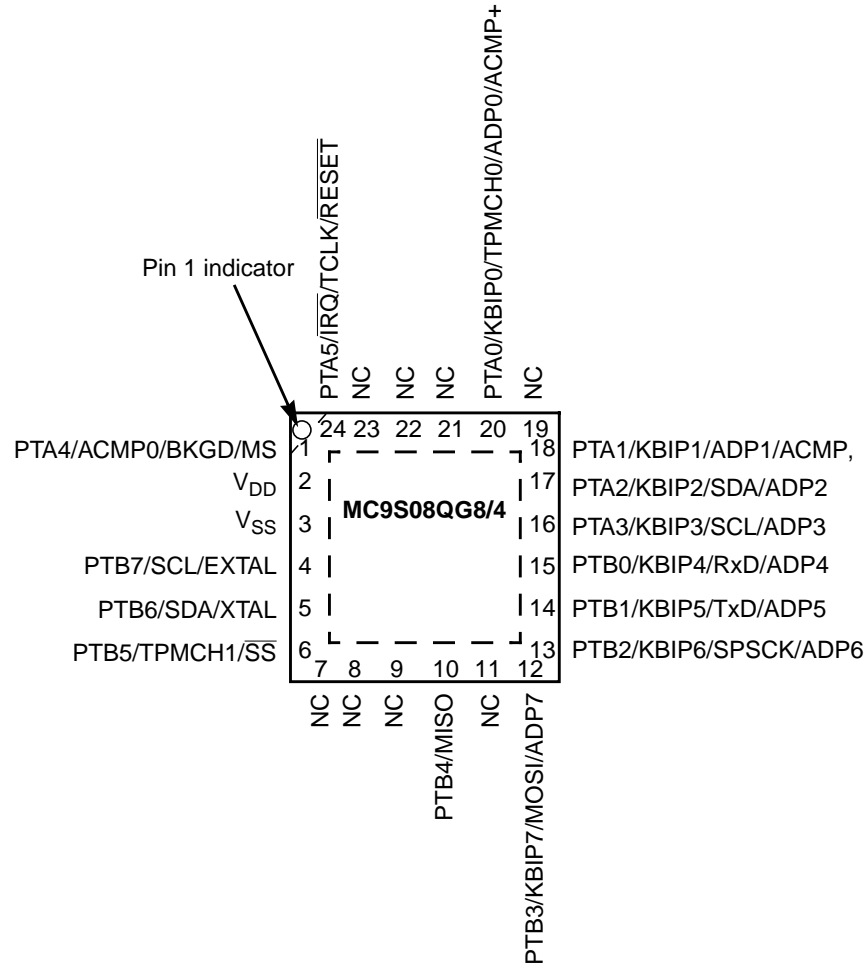 PTA5/I̅R̅Q̅/TCLK/R̅E̅S̅E̅T̅
NC
NC
NC
PTA0/KBIP0/TPMCH0/ADP0/ACMP+
NC
Pin 1 indicator
24 23 22 21 20 19
PTA4/ACMP0/BKGD/MS 1
18 PTA1/KBIP1/ADP1/ACMP,
VDD 2
17 PTA2/KBIP2/SDA/ADP2
MC9S08QG8/4
VSS 3
16 PTA3/KBIP3/SCL/ADP3
PTB7/SCL/EXTAL 4
15 PTB0/KBIP4/RxD/ADP4
PTB6/SDA/XTAL 5
14 PTB1/KBIP5/TxD/ADP5
PTB5/TPMCH1/S̅S̅ 6
13 PTB2/KBIP6/SPSCK/ADP6
7 8 9 10 11 12
NC
NC
NC
PTB4/MISO
NC
PTB3/KBIP7/MOSI/ADP7